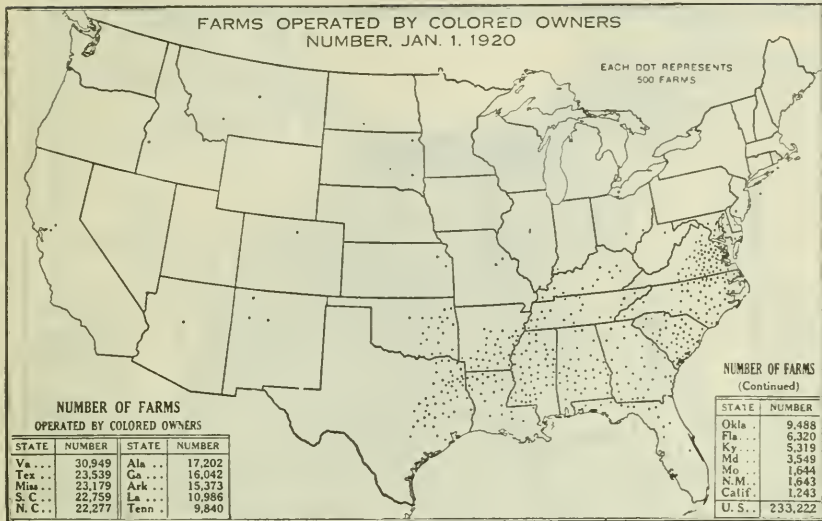 FARMS OPERATED BY COLORED OWNERS
NUMBER, JAN. 1, 1920
EACH DOT REPRESENTS
500 FARMS
NUMBER OF FARMS
OPERATED BY COLORED OWNERS
STATE NUMBER STATE NUMBER
Va ... 30,949 Ala .. 17,202
Tex .. 23,539 Ga ... 16,042
Miss .. 23,179 Ark .. 15,373
S. C .. 22,759 La ... 10,986
N. C .. 22,277 Tenn . 9,840
NUMBER OF FARMS
(Continued)
STATE NUMBER
Okla .. 9,488
Fla ... 6,320
Ky ... 5,319
Md ... 3,549
Mo ... 1,644
N.M.. 1,643
Calif . 1,243
U. S.. 233,222